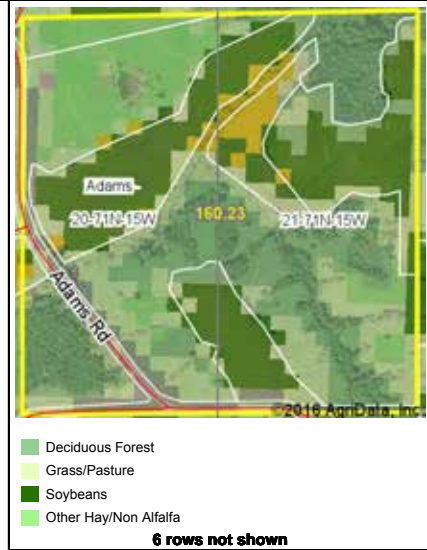 Adams
20-71N-15W
160.23
21-71N-15W
Adams Rd
©2016 AgriData, Inc
Deciduous Forest
Grass/Pasture
Soybeans
Other Hay/Non Alfalfa
6 rows not shown